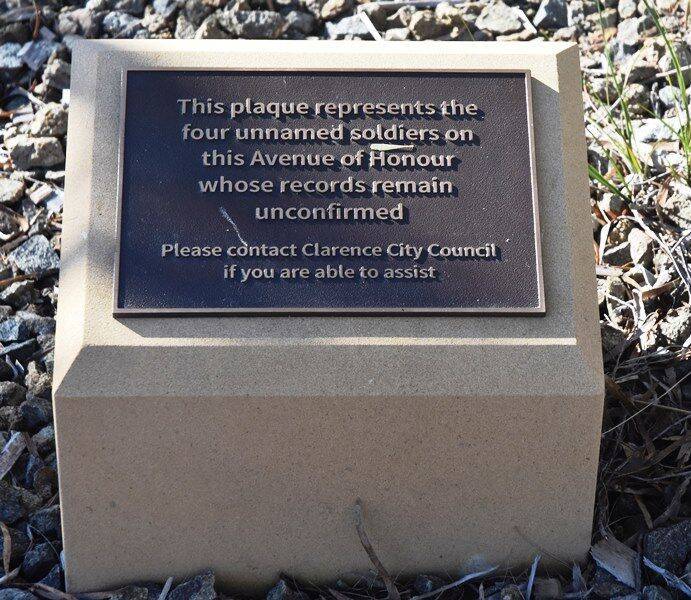 This plaque represents the
four unnamed soldiers on
this Avenue of Honour
whose records remain
unconfirmed
Please contact Clarence City Council
if you are able to assist